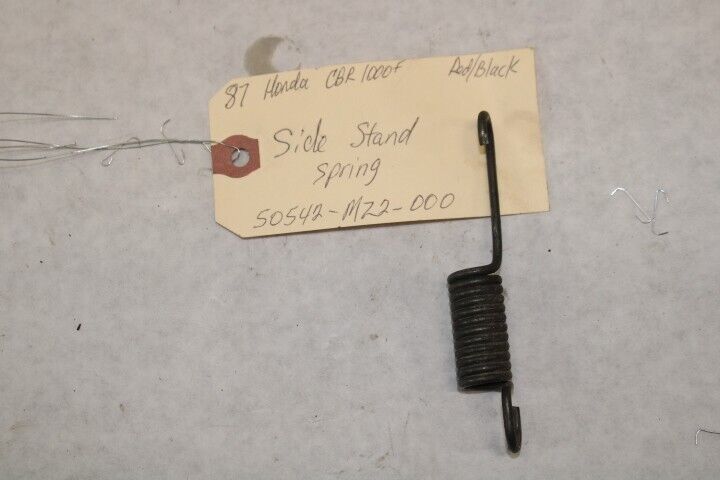 87 Honda CBR 1000F Red/Black
Side Stand
spring
50542-MZ2-000